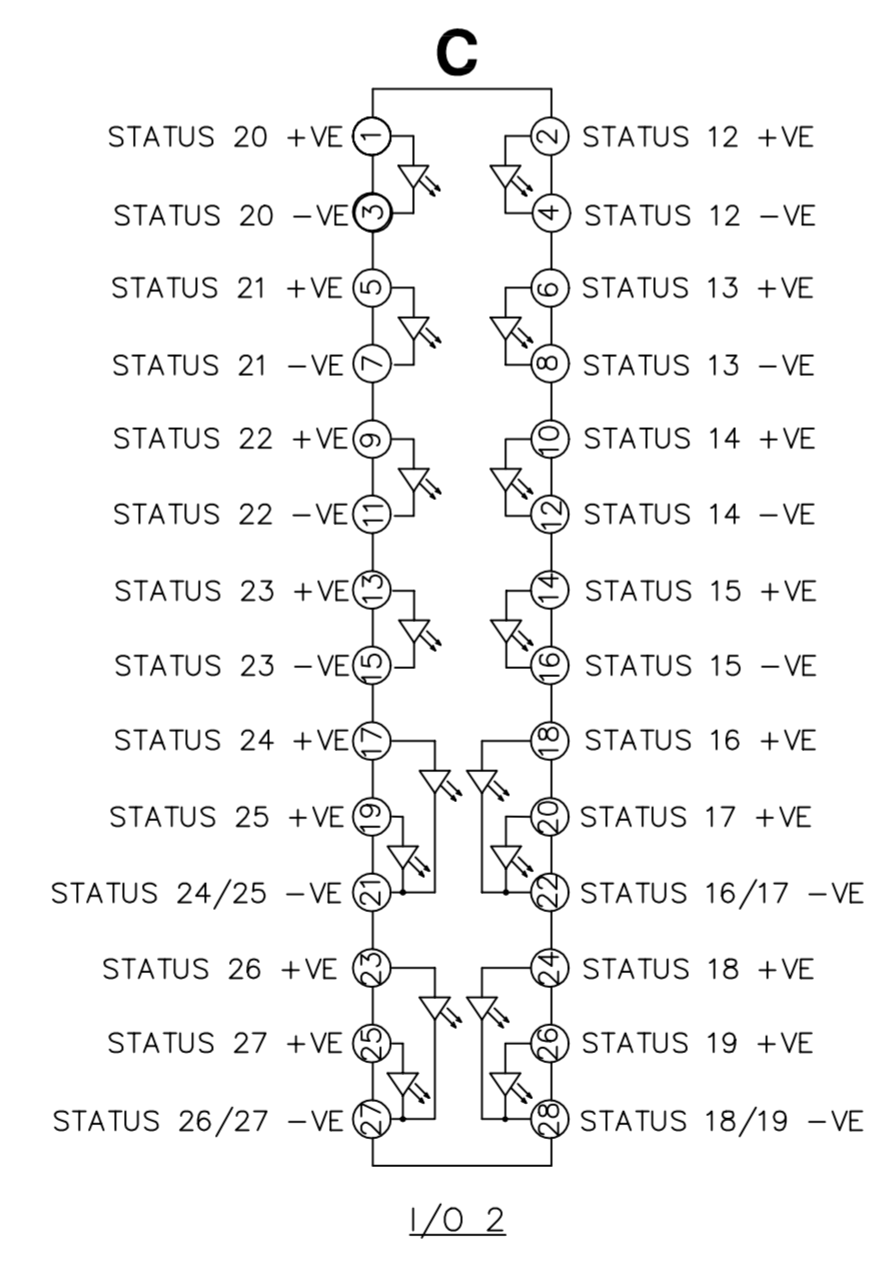 C
STATUS 20 +VE 1 2 STATUS 12 +VE
STATUS 20 −VE 3 4 STATUS 12 −VE
STATUS 21 +VE 5 6 STATUS 13 +VE
STATUS 21 −VE 7 8 STATUS 13 −VE
STATUS 22 +VE 9 10 STATUS 14 +VE
STATUS 22 −VE 11 12 STATUS 14 −VE
STATUS 23 +VE 13 14 STATUS 15 +VE
STATUS 23 −VE 15 16 STATUS 15 −VE
STATUS 24 +VE 17 18 STATUS 16 +VE
STATUS 25 +VE 19 20 STATUS 17 +VE
STATUS 24/25 −VE 21 22 STATUS 16/17 −VE
STATUS 26 +VE 23 24 STATUS 18 +VE
STATUS 27 +VE 25 26 STATUS 19 +VE
STATUS 26/27 −VE 27 28 STATUS 18/19 −VE
I/O 2